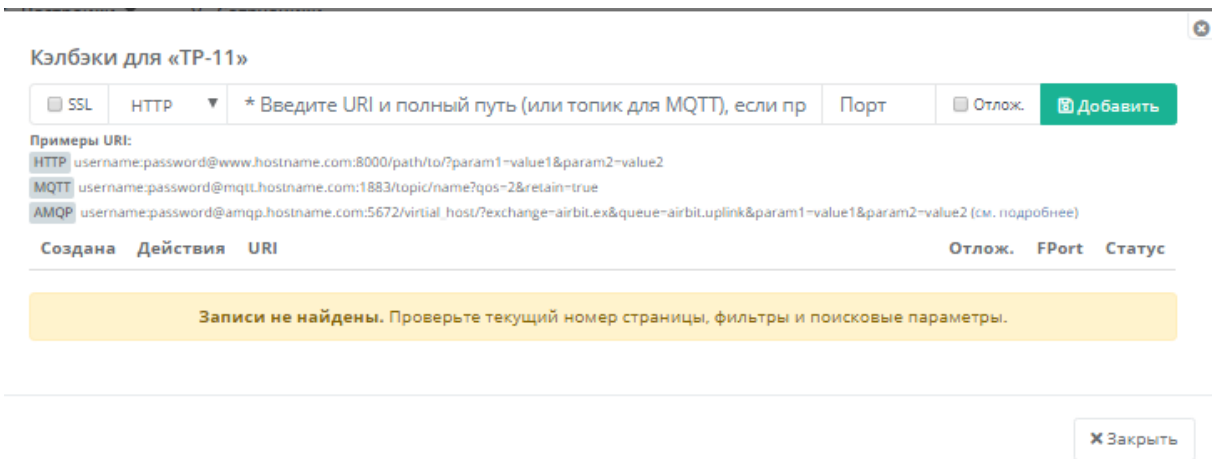 Кэлбэки для «ТР-11»
SSL HTTP ▼ * Введите URI и полный путь (или топик для MQTT), если пр Порт Отлож. Добавить
Примеры URI:
HTTP username:password@www.hostname.com:8000/path/to/?param1=value1&param2=value2
MQTT username:password@mqtt.hostname.com:1883/topic/name?qos=2&retain=true
AMQP username:password@amqp.hostname.com:5672/virtial_host/?exchange=airbit.ex&queue=airbit.uplink&param1=value1&param2=value2 (см. подробнее)
Создана Действия URI Отлож. FPort Статус
Записи не найдены. Проверьте текущий номер страницы, фильтры и поисковые параметры.
Закрыть